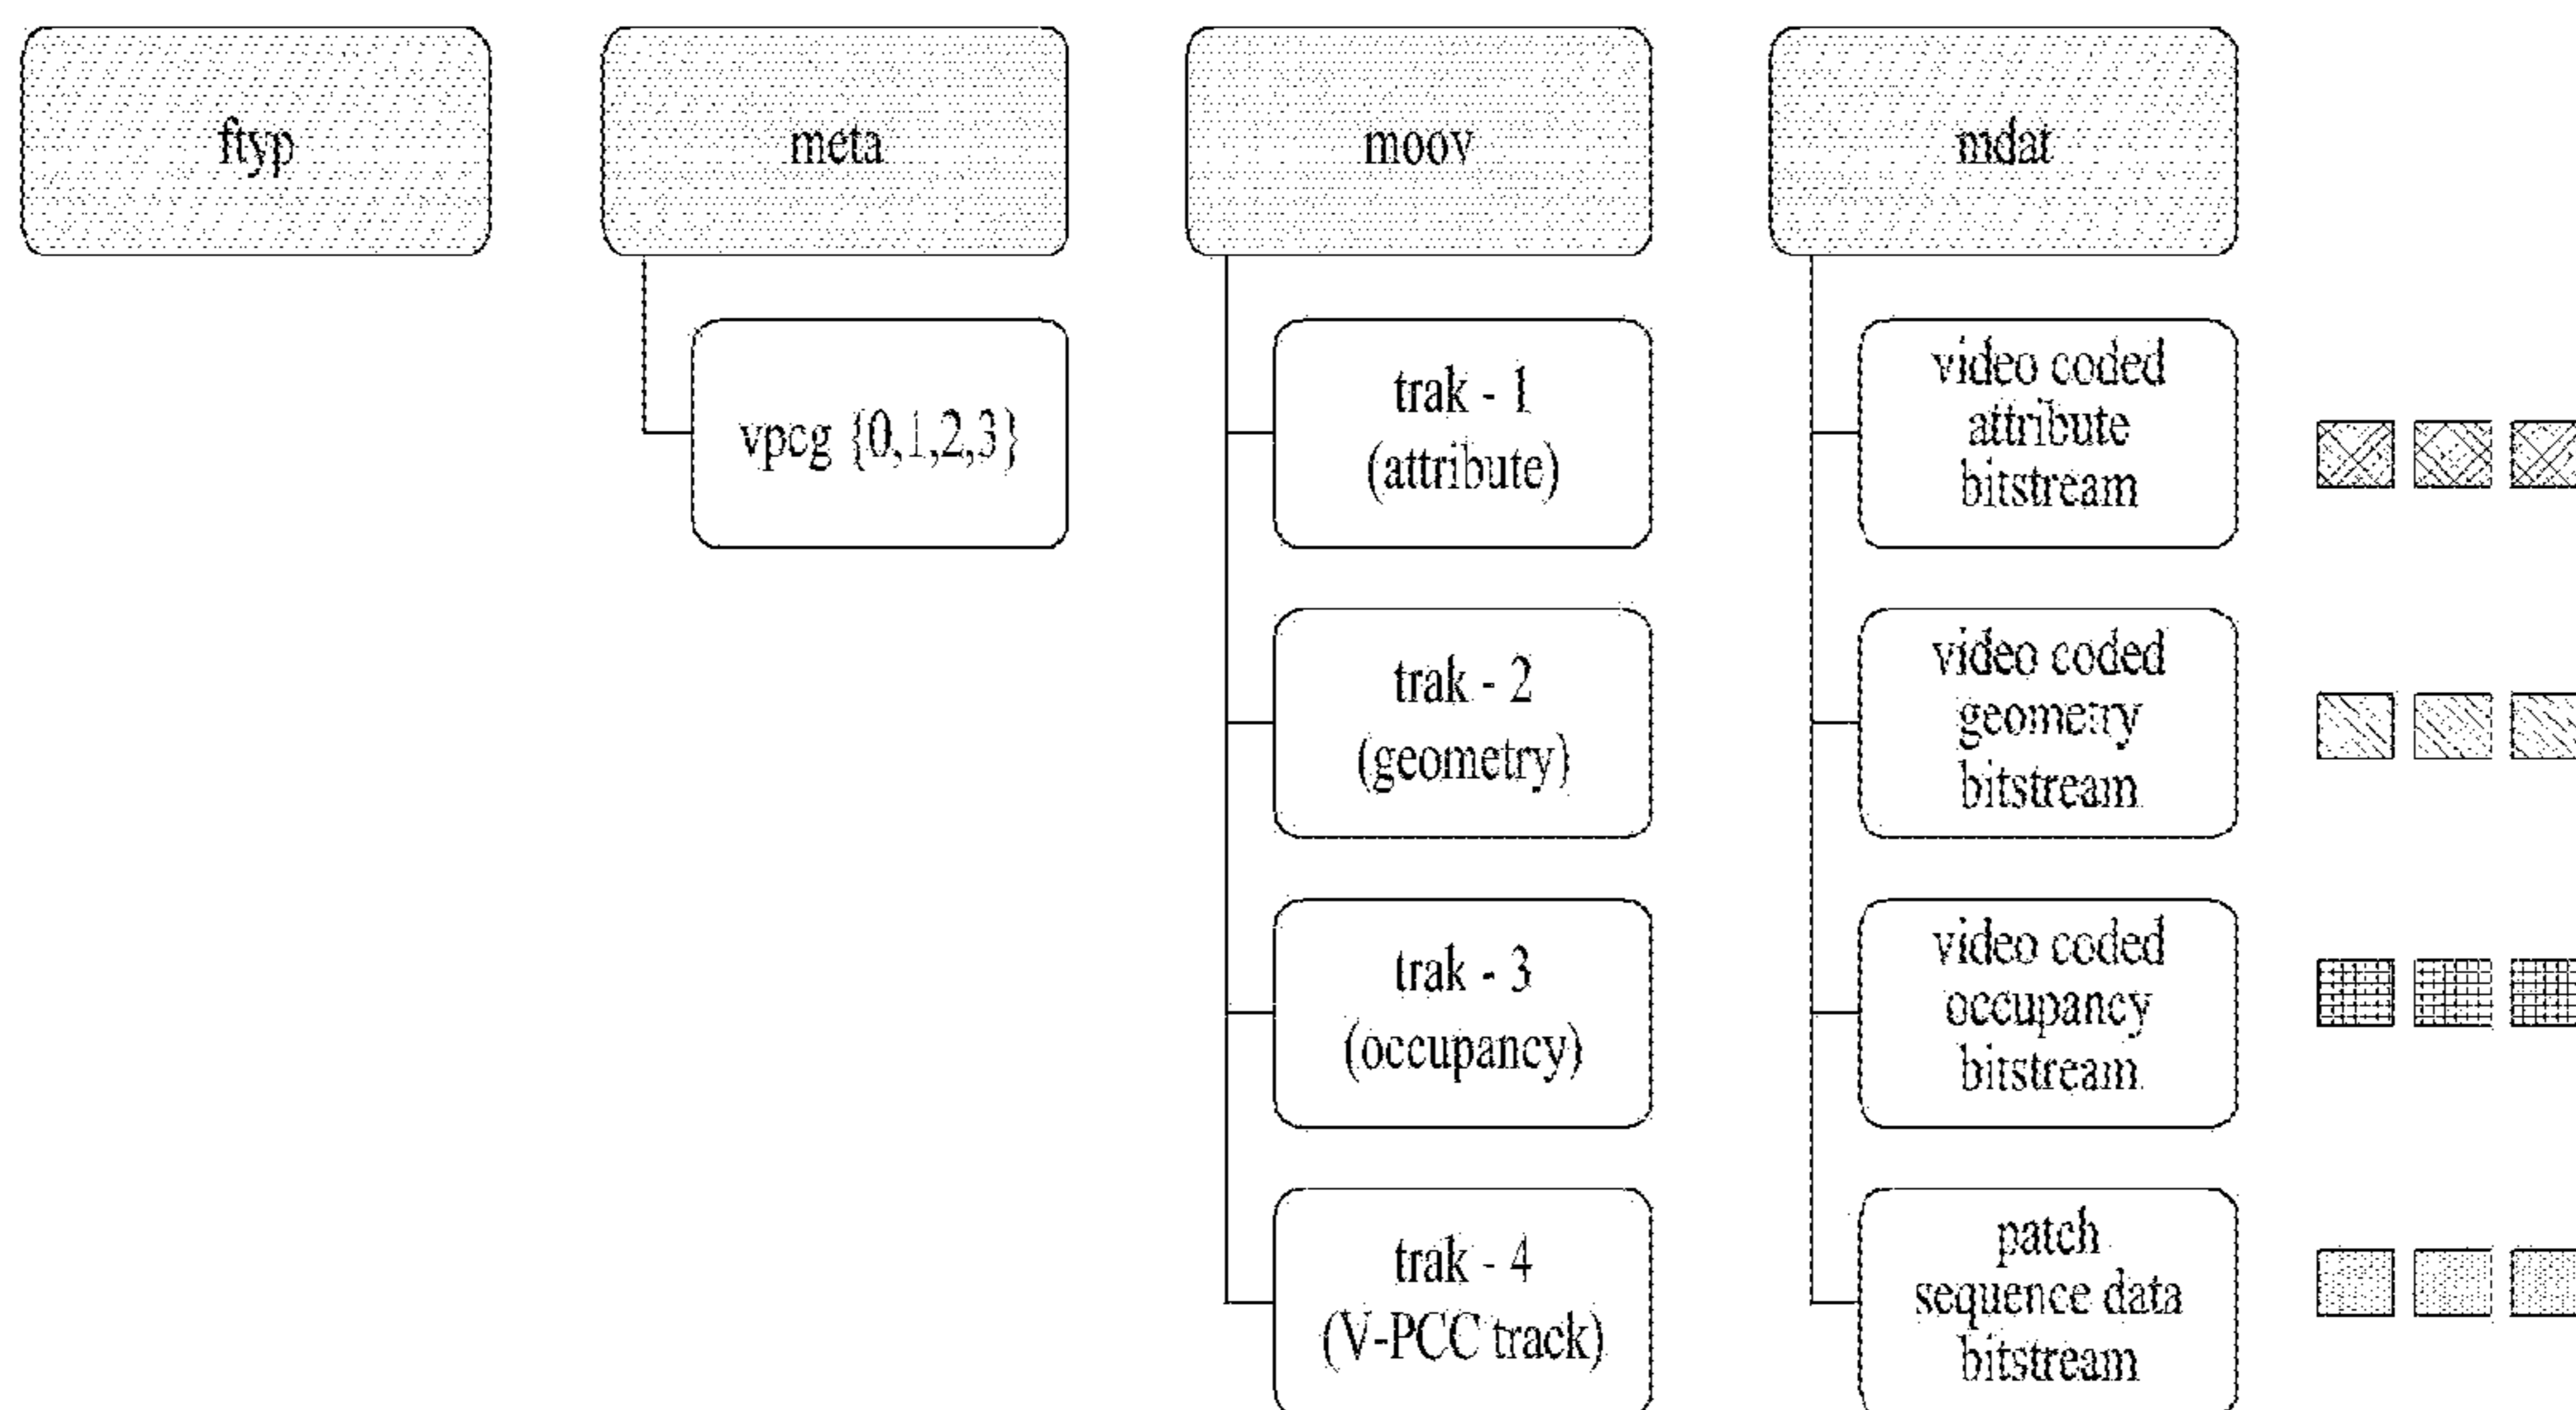 ftyp
meta
moov
mdat
vpcg {0,1,2,3}
trak - 1
(attribute)
video coded
attribute
bitstream
trak - 2
(geometry)
video coded
geometry
bitstream
trak - 3
(occupancy)
video coded
occupancy
bitstream
trak - 4
(V-PCC track)
patch
sequence data
bitstream